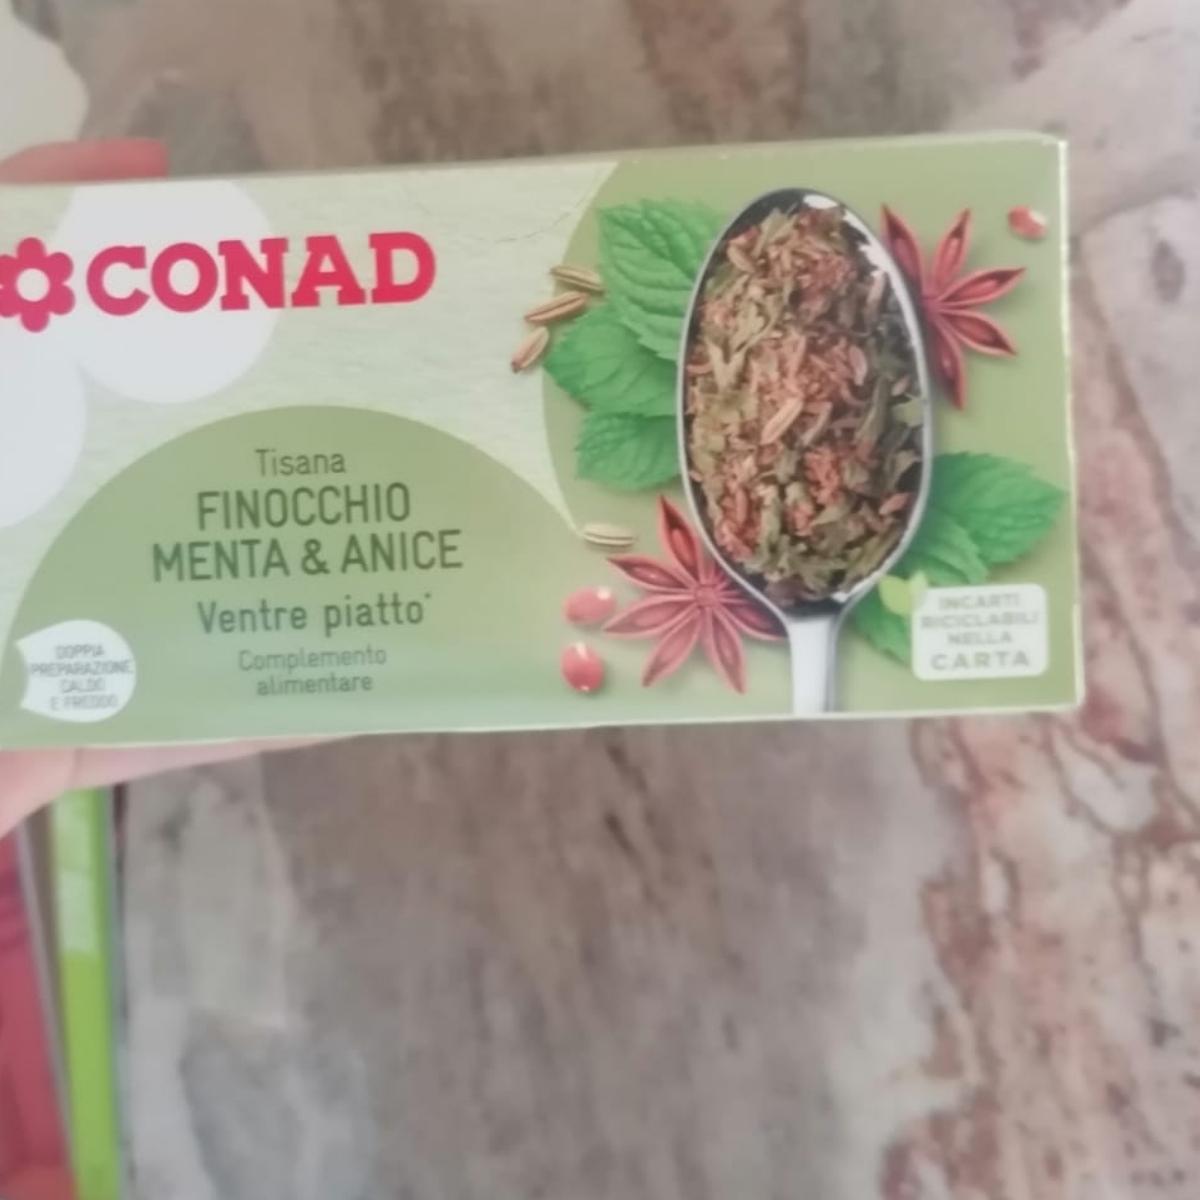 CONAD
Tisana
FINOCCHIO
MENTA & ANICE
Ventre piatto*
Complemento
alimentare
DOPPIA
PREPARAZIONE
CALDO
E FREDDO
INCARTI
RICICLABILI
NELLA
CARTA